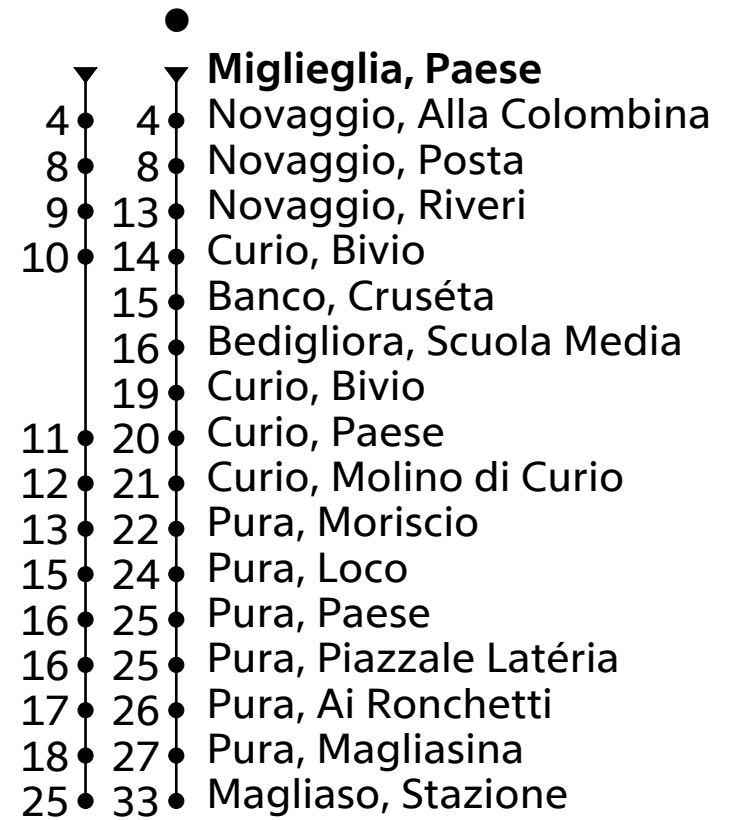 Miglieglia, Paese
4 4 Novaggio, Alla Colombina
8 8 Novaggio, Posta
9 13 Novaggio, Riveri
10 14 Curio, Bivio
15 Banco, Cruséta
16 Bedigliora, Scuola Media
19 Curio, Bivio
11 20 Curio, Paese
12 21 Curio, Molino di Curio
13 22 Pura, Moriscio
15 24 Pura, Loco
16 25 Pura, Paese
16 25 Pura, Piazzale Latéria
17 26 Pura, Ai Ronchetti
18 27 Pura, Magliasina
25 33 Magliaso, Stazione